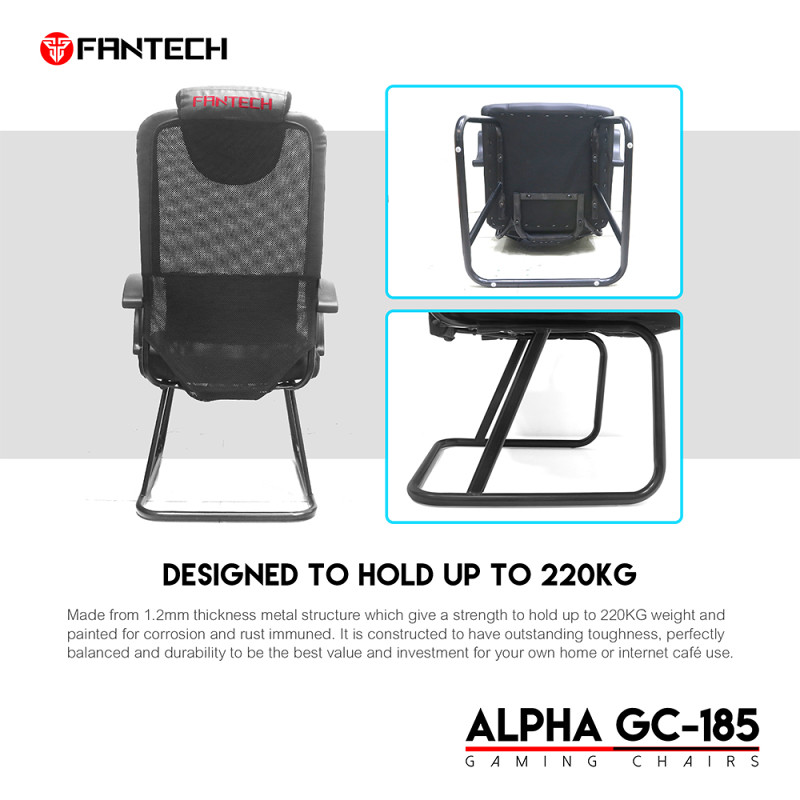 FANTECH
FANTECH
DESIGNED TO HOLD UP TO 220KG
Made from 1.2mm thickness metal structure which give a strength to hold up to 220KG weight and
painted for corrosion and rust immuned. It is constructed to have outstanding toughness, perfectly
balanced and durability to be the best value and investment for your own home or internet café use.
ALPHA GC-185
GAMING CHAIRS